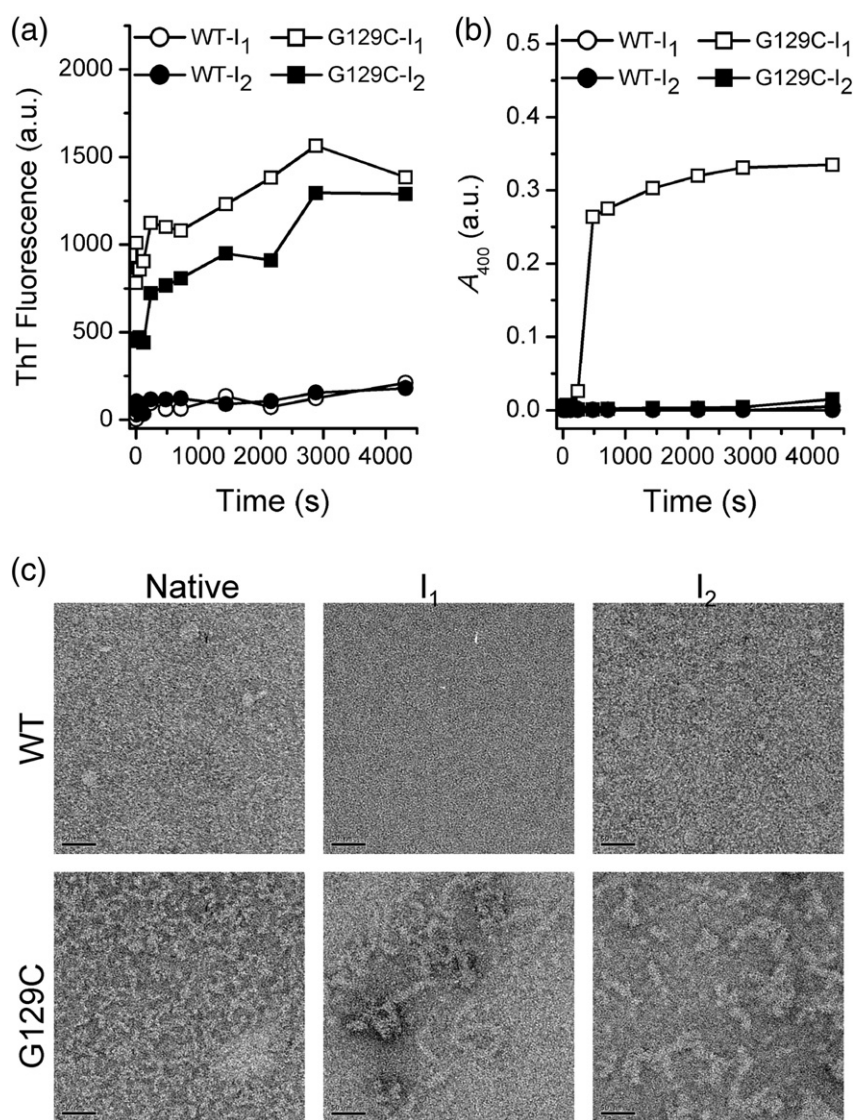 (a)
WT-I1
G129C-I1
WT-I2
G129C-I2
2000
1500
1000
500
0
ThT Fluorescence (a.u.)
0 1000 2000 3000 4000
Time (s)
(b)
WT-I1
G129C-I1
WT-I2
G129C-I2
0.5
0.4
0.3
0.2
0.1
0.0
A400 (a.u.)
0 1000 2000 3000 4000
Time (s)
(c)
Native I1 I2
WT
G129C